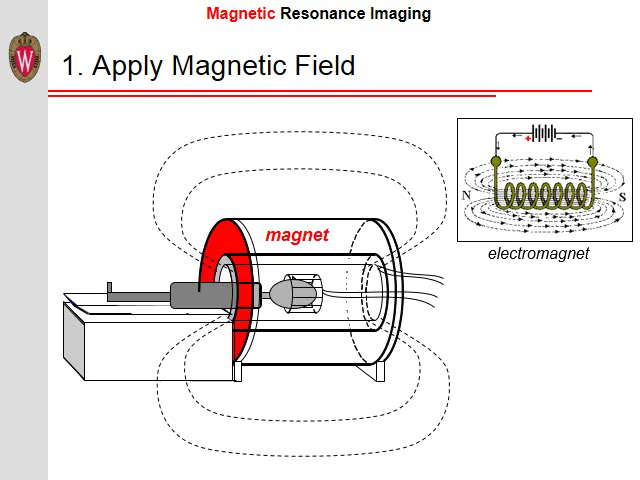 Magnetic Resonance Imaging
W
1. Apply Magnetic Field
+ -
N S
magnet
electromagnet